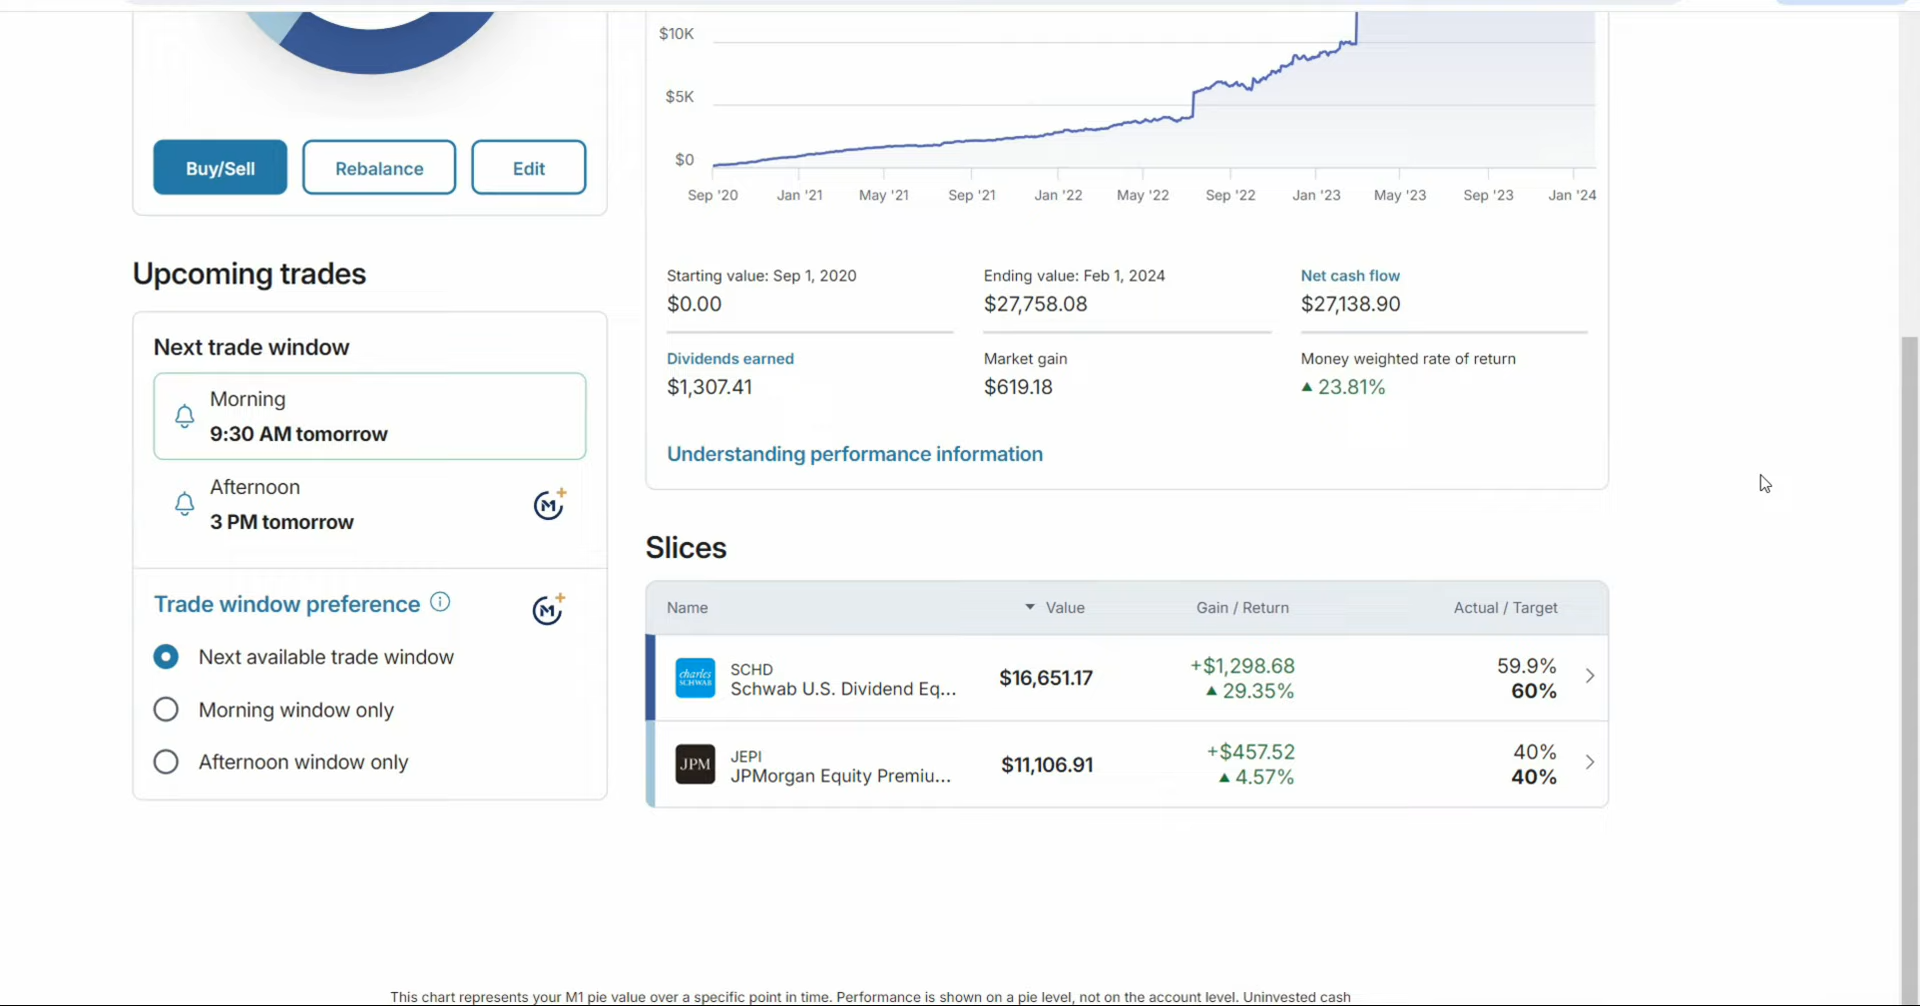 Buy/Sell
Rebalance
Edit
Upcoming trades
Next trade window
Morning
9:30 AM tomorrow
Afternoon
3 PM tomorrow
M+
Trade window preference
M+
Next available trade window
Morning window only
Afternoon window only
$10K
$5K
$0
Sep '20 Jan '21 May '21 Sep '21 Jan '22 May '22 Sep '22 Jan '23 May '23 Sep '23 Jan '24
Starting value: Sep 1, 2020
$0.00
Ending value: Feb 1, 2024
$27,758.08
Net cash flow
$27,138.90
Dividends earned
$1,307.41
Market gain
$619.18
Money weighted rate of return
▲ 23.81%
Understanding performance information
Slices
Name ▼ Value Gain / Return Actual / Target
charles
SCHWAB
SCHD
Schwab U.S. Dividend Eq...
$16,651.17
+$1,298.68
▲ 29.35%
59.9%
60%
JPM
JEPI
JPMorgan Equity Premiu...
$11,106.91
+$457.52
▲ 4.57%
40%
40%
This chart represents your M1 pie value over a specific point in time. Performance is shown on a pie level, not on the account level. Uninvested cash